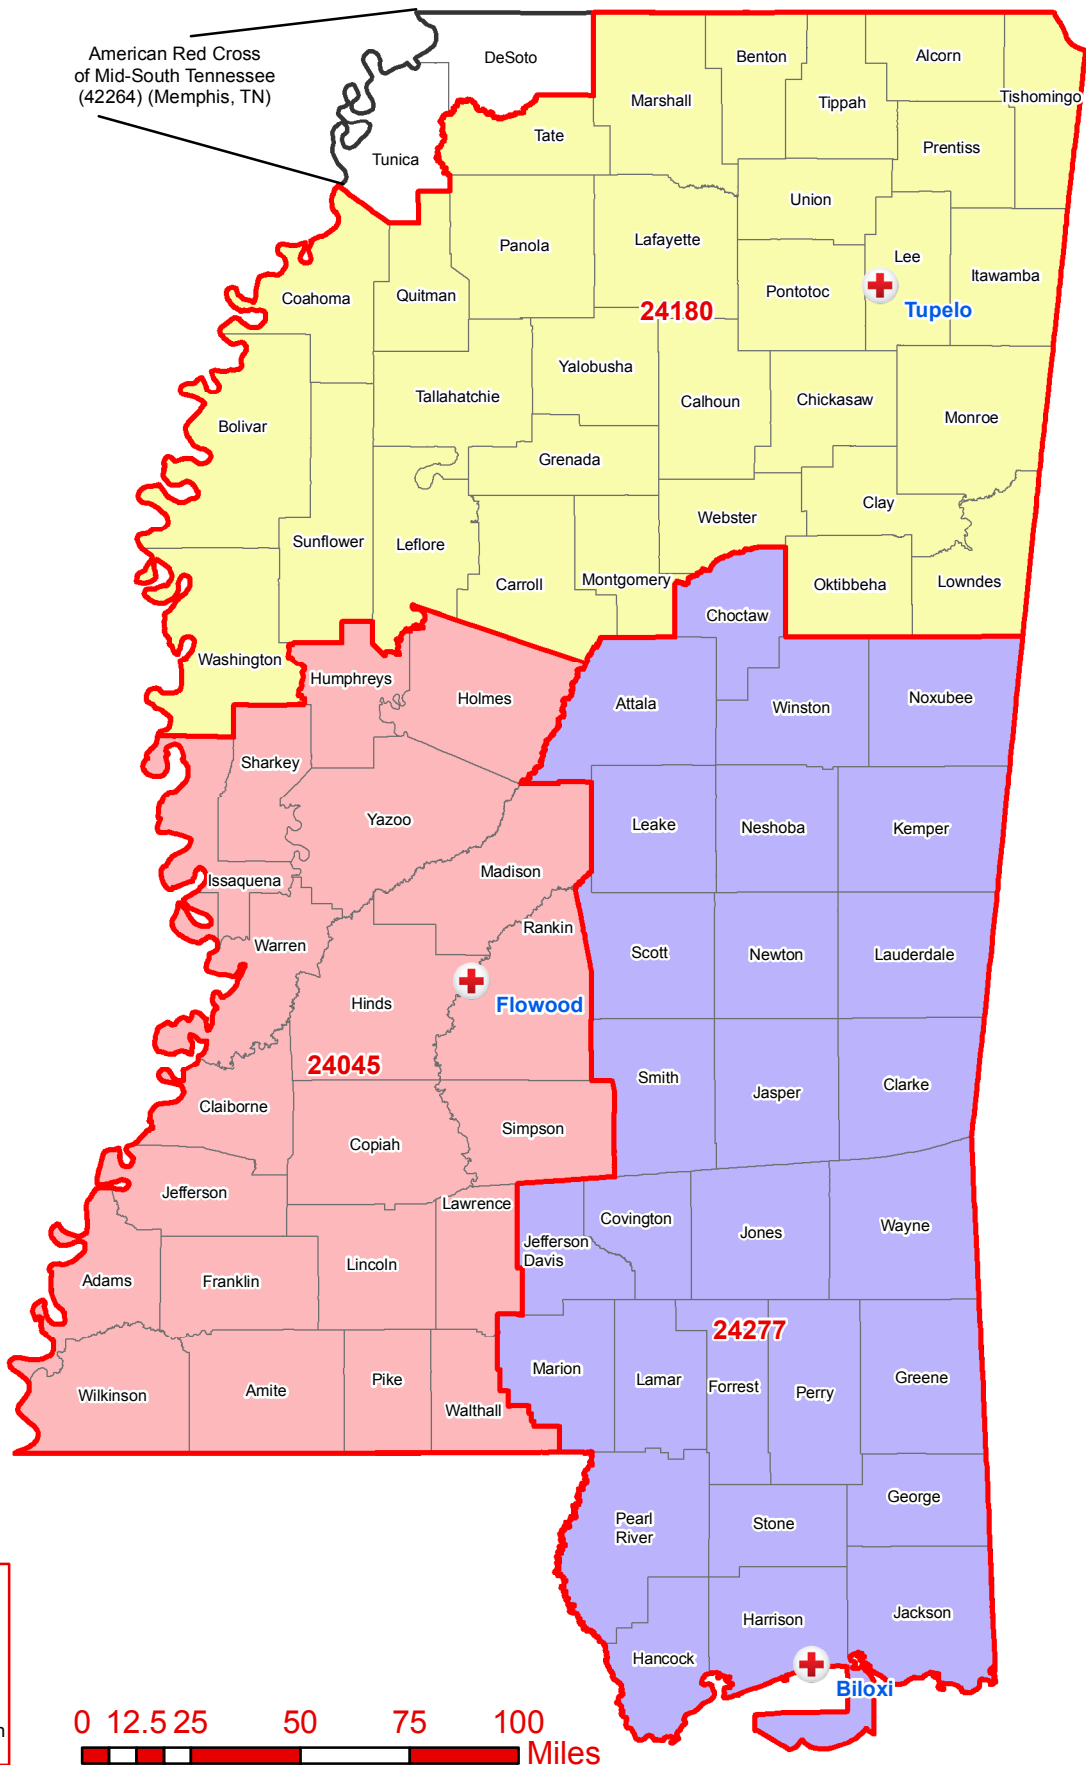 American Red Cross
of Mid-South Tennessee
(42264) (Memphis, TN)
DeSoto
Tunica
Tate
Marshall
Benton
Tippah
Alcorn
Tishomingo
Prentiss
Union
Panola
Lafayette
Lee
Itawamba
Pontotoc
Coahoma
Quitman
24180
Tupelo
Yalobusha
Tallahatchie
Calhoun
Chickasaw
Monroe
Bolivar
Grenada
Clay
Webster
Sunflower
Leflore
Carroll
Montgomery
Oktibbeha
Lowndes
Choctaw
Washington
Humphreys
Holmes
Attala
Winston
Noxubee
Sharkey
Yazoo
Leake
Neshoba
Kemper
Issaquena
Madison
Rankin
Warren
Scott
Newton
Lauderdale
Hinds
Flowood
24045
Smith
Jasper
Clarke
Claiborne
Copiah
Simpson
Jefferson
Lawrence
Covington
Jones
Wayne
Jefferson
Davis
Adams
Franklin
Lincoln
24277
Marion
Lamar
Forrest
Perry
Greene
Wilkinson
Amite
Pike
Walthall
Pearl
River
Stone
George
Harrison
Jackson
Hancock
Biloxi
n
0 12.5 25 50 75 100
Miles